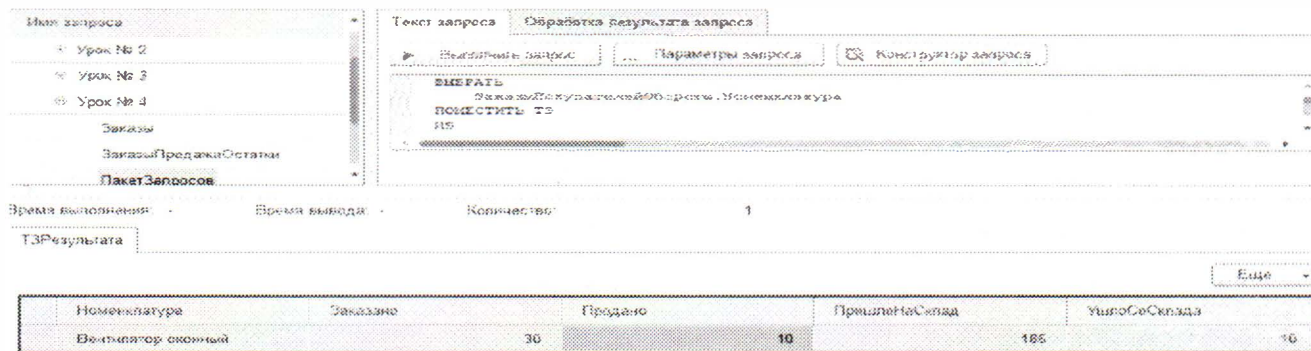 Имя запроса
Урок № 2
Урок № 3
Урок № 4
Заказы
ЗаказыПродажаОстатки
ПакетЗапросов
Текст запроса
Обработка результата запроса
Выполнить запрос
... Параметры запроса
Конструктор запроса
ВЫБРАТЬ
ЗаказыПокупателейОбороты.Номенклатура
ПОМЕСТИТЬ ТЗ
ИЗ
Время выполнения: -
Время вывода: -
Количество: 1
ТЗРезультата
Еще
Номенклатура Заказано Продано ПришлоНаСклад УшлоСоСклада
Вентилятор оконный 30 10 185 10